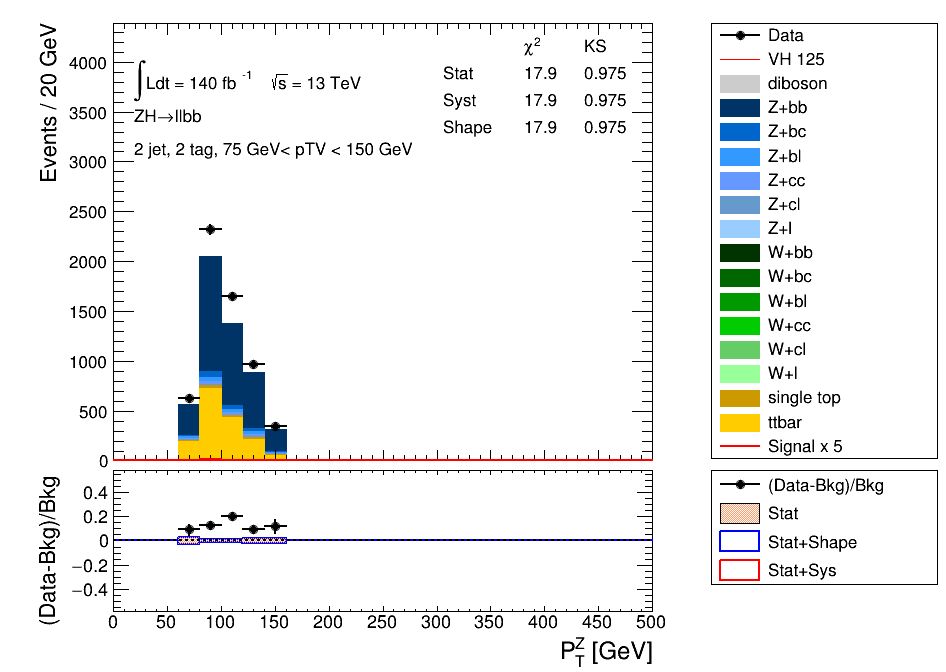 Events / 20 GeV
4000
3500
3000
2500
2000
1500
1000
500
0
∫Ldt = 140 fb⁻¹ √s = 13 TeV
ZH→llbb
2 jet, 2 tag, 75 GeV< pTV < 150 GeV
χ² KS
Stat 17.9 0.975
Syst 17.9 0.975
Shape 17.9 0.975
Data
VH 125
diboson
Z+bb
Z+bc
Z+bl
Z+cc
Z+cl
Z+l
W+bb
W+bc
W+bl
W+cc
W+cl
W+l
single top
ttbar
Signal x 5
(Data-Bkg)/Bkg
0.4
0.2
0
−0.2
−0.4
(Data-Bkg)/Bkg
Stat
Stat+Shape
Stat+Sys
0 50 100 150 200 250 300 350 400 450 500
P_T^Z [GeV]